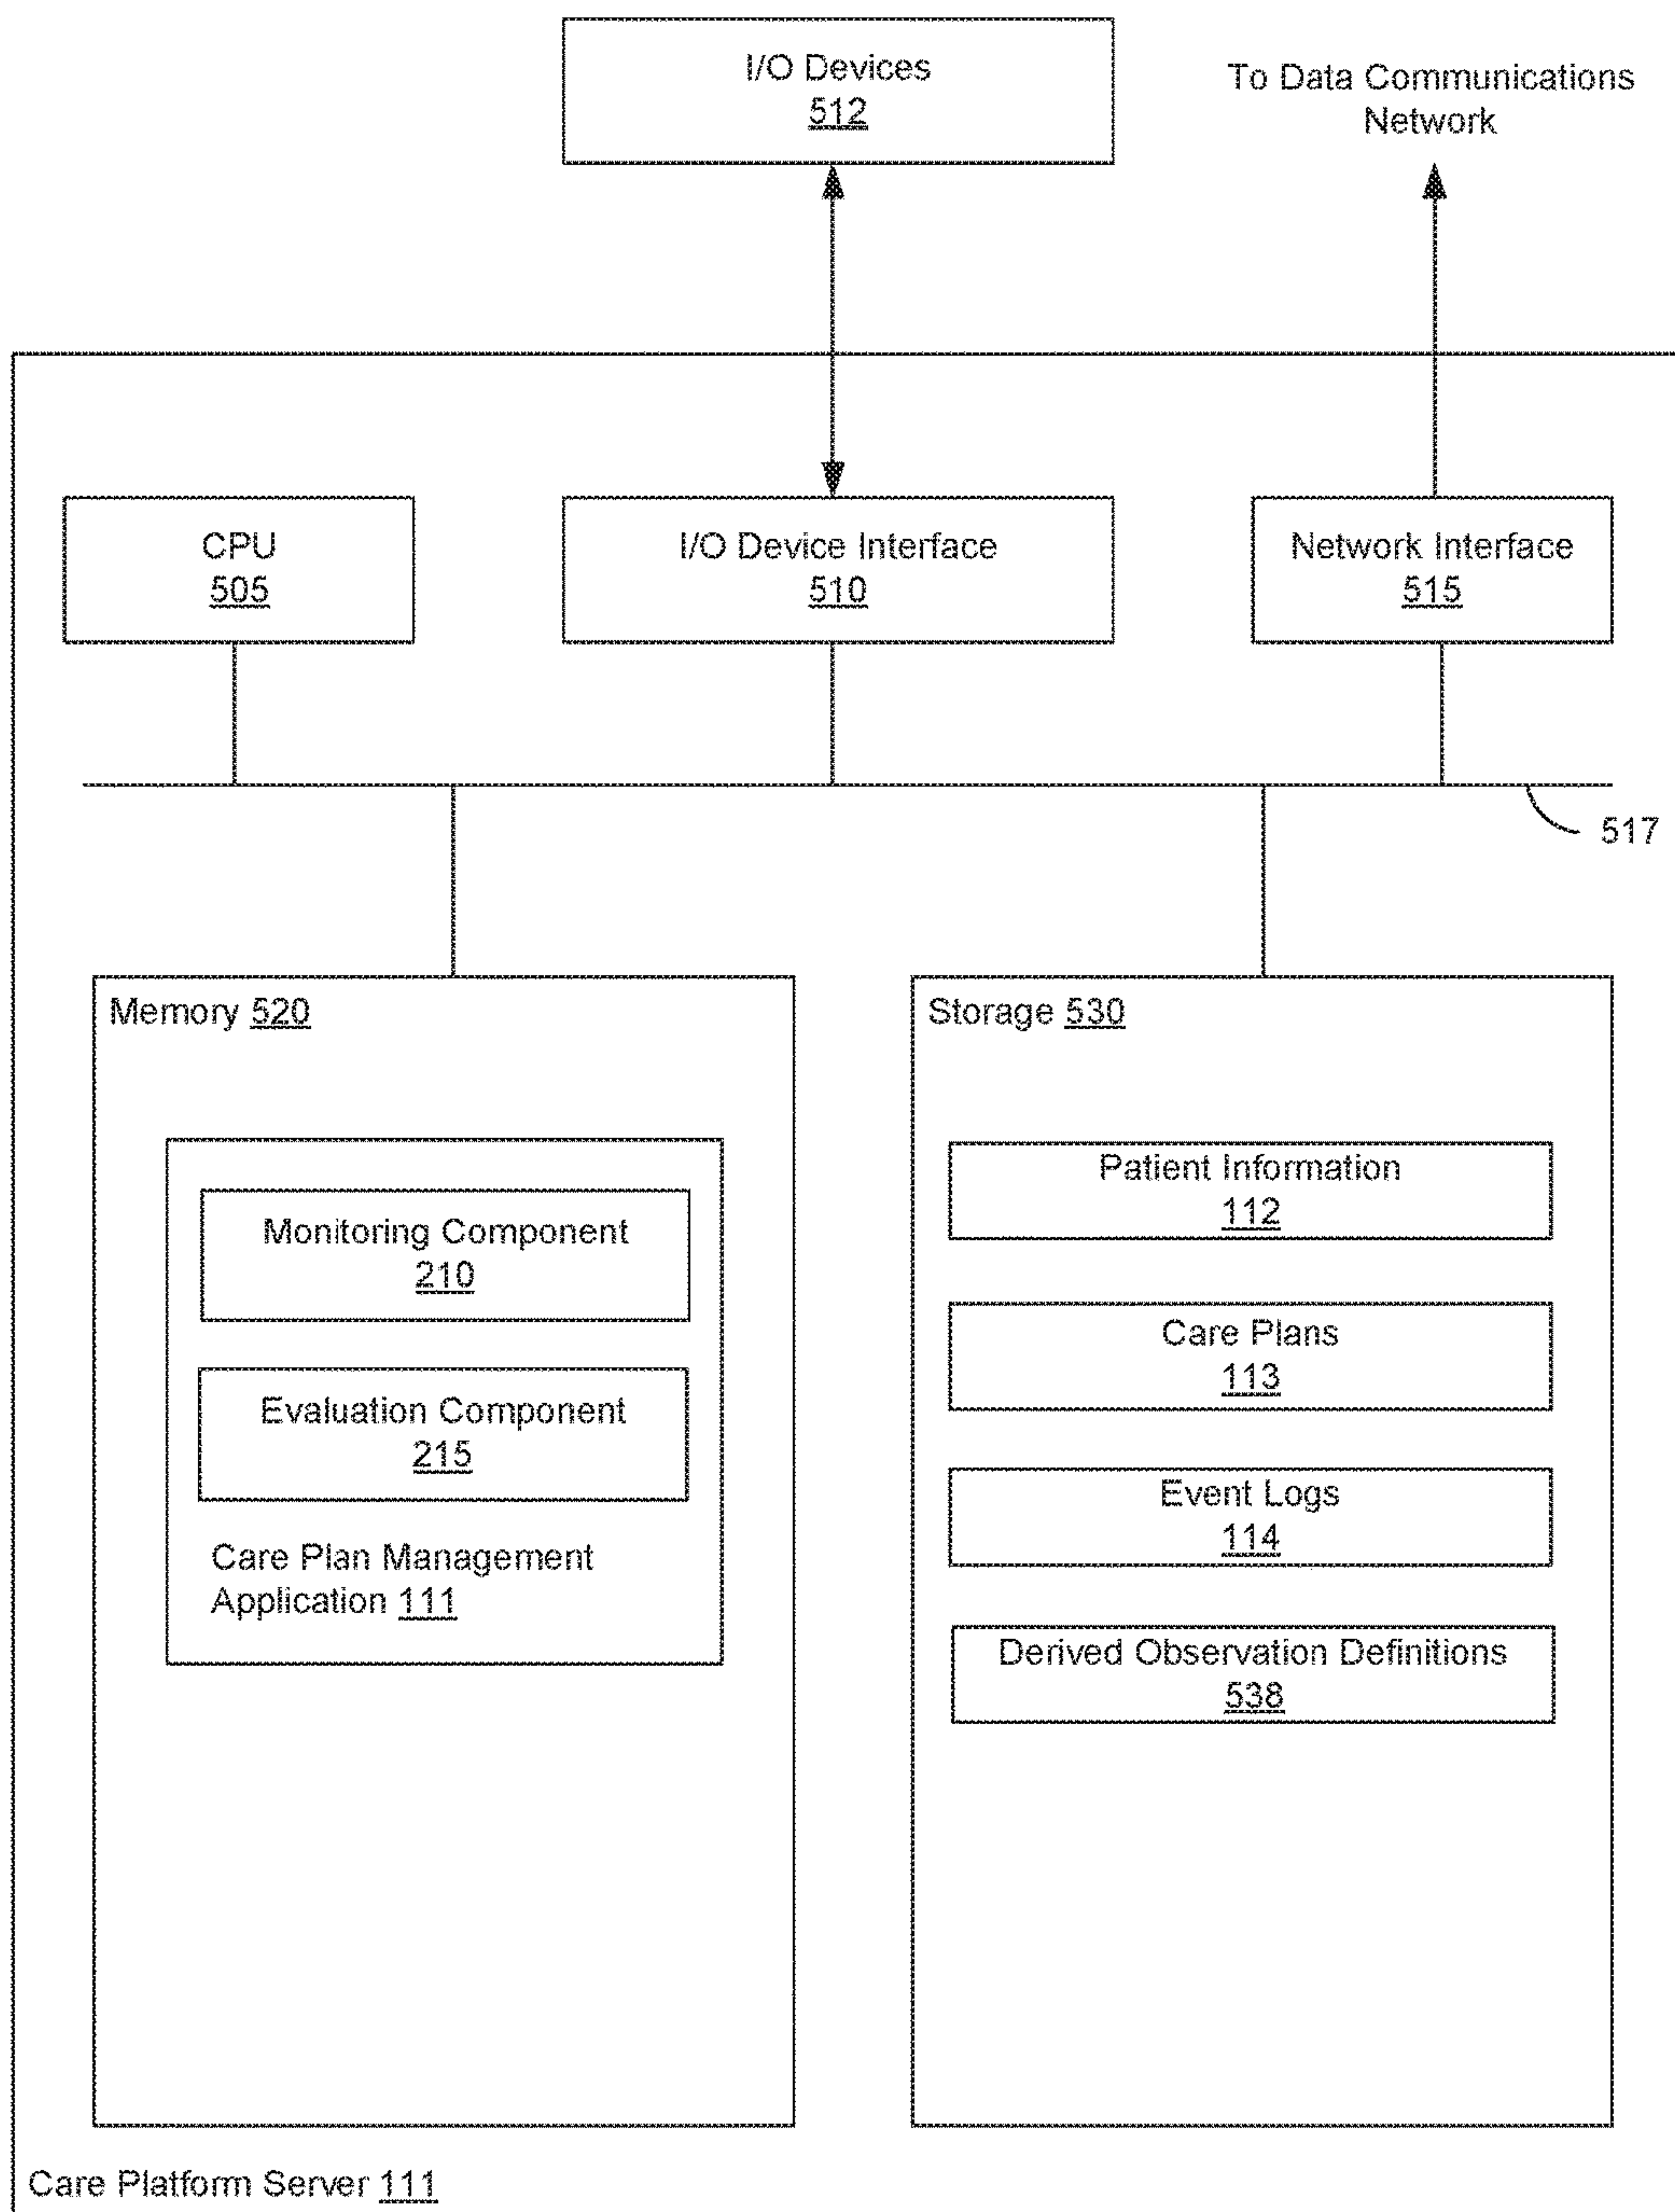 I/O Devices
512
To Data Communications
Network
CPU
505
I/O Device Interface
510
Network Interface
515
517
Memory 520
Monitoring Component
210
Evaluation Component
215
Care Plan Management
Application 111
Storage 530
Patient Information
112
Care Plans
113
Event Logs
114
Derived Observation Definitions
538
Care Platform Server 111